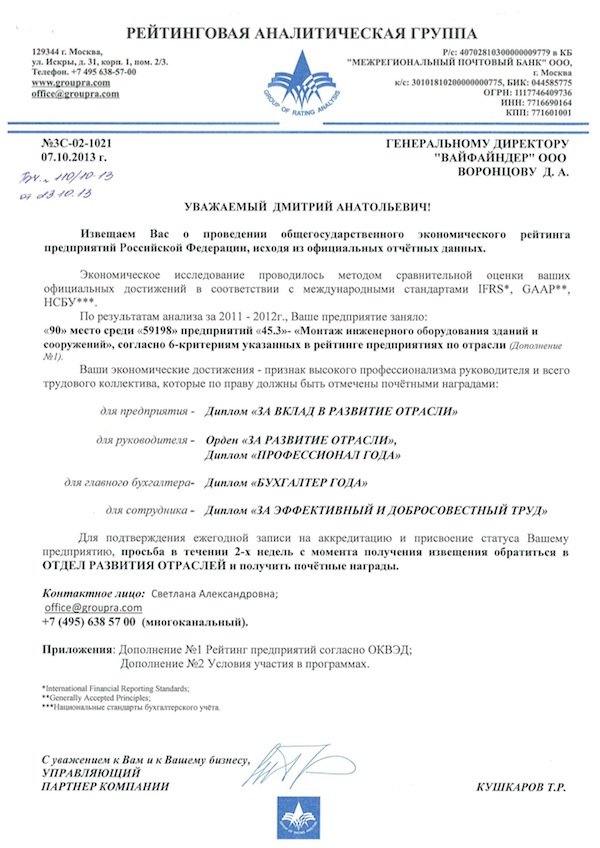 РЕЙТИНГОВАЯ АНАЛИТИЧЕСКАЯ ГРУППА
129344 г. Москва,
ул. Искры, д. 31, корп. 1, пом. 2/3.
Телефон. +7 495 638-57-00
www.groupra.com
office@groupra.com
GROUP OF RATING ANALYSIS
Р/с: 40702810300000009779 в КБ
"МЕЖРЕГИОНАЛЬНЫЙ ПОЧТОВЫЙ БАНК" ООО,
г. Москва
к/с: 30101810200000000775, БИК: 044585775
ОГРН: 1117746409736
ИНН: 7716690164
КПП: 771601001
№3С-02-1021
07.10.2013 г.
Вх. № 110/10-13
от 23.10.13
ГЕНЕРАЛЬНОМУ ДИРЕКТОРУ
"ВАЙФАЙНДЕР" ООО
ВОРОНЦОВУ Д. А.
УВАЖАЕМЫЙ ДМИТРИЙ АНАТОЛЬЕВИЧ!
Извещаем Вас о проведении общегосударственного экономического рейтинга
предприятий Российской Федерации, исходя из официальных отчётных данных.
Экономическое исследование проводилось методом сравнительной оценки ваших
официальных достижений в соответствии с международными стандартами IFRS*, GAAP**,
НСБУ***.
По результатам анализа за 2011 - 2012г., Ваше предприятие заняло:
«90» место среди «59198» предприятий «45.3»- «Монтаж инженерного оборудования зданий и
сооружений», согласно 6-критериям указанных в рейтинге предприятиях по отрасли (Дополнение
№1).
Ваши экономические достижения - признак высокого профессионализма руководителя и всего
трудового коллектива, которые по праву должны быть отмечены почётными наградами:
для предприятия - Диплом «ЗА ВКЛАД В РАЗВИТИЕ ОТРАСЛИ»
для руководителя - Орден «ЗА РАЗВИТИЕ ОТРАСЛИ»,
Диплом «ПРОФЕССИОНАЛ ГОДА»
для главного бухгалтера- Диплом «БУХГАЛТЕР ГОДА»
для сотрудника - Диплом «ЗА ЭФФЕКТИВНЫЙ И ДОБРОСОВЕСТНЫЙ ТРУД»
Для подтверждения ежегодной записи на аккредитацию и присвоение статуса Вашему
предприятию, просьба в течении 2-х недель с момента получения извещения обратиться в
ОТДЕЛ РАЗВИТИЯ ОТРАСЛЕЙ и получить почётные награды.
Контактное лицо: Светлана Александровна;
office@groupra.com
+7 (495) 638 57 00 (многоканальный).
Приложения: Дополнение №1 Рейтинг предприятий согласно ОКВЭД;
Дополнение №2 Условия участия в программах.
*International Financial Reporting Standards;
**Generally Accepted Principles;
***Национальные стандарты бухгалтерского учёта.
С уважением к Вам и к Вашему бизнесу,
УПРАВЛЯЮЩИЙ
ПАРТНЕР КОМПАНИИ
КУШКАРОВ Т.Р.
GROUP OF RATING ANALYSIS